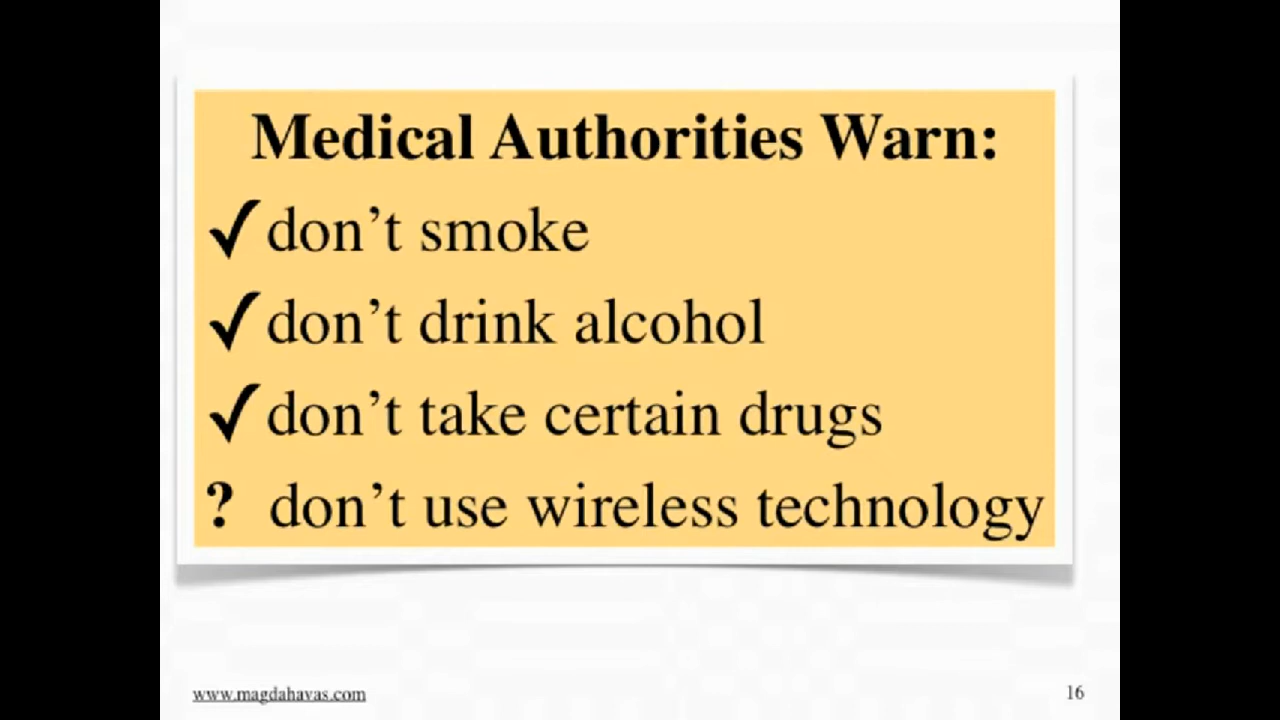 Medical Authorities Warn:
✓ don't smoke
✓ don't drink alcohol
✓ don't take certain drugs
? don't use wireless technology
www.magdahavas.com
16